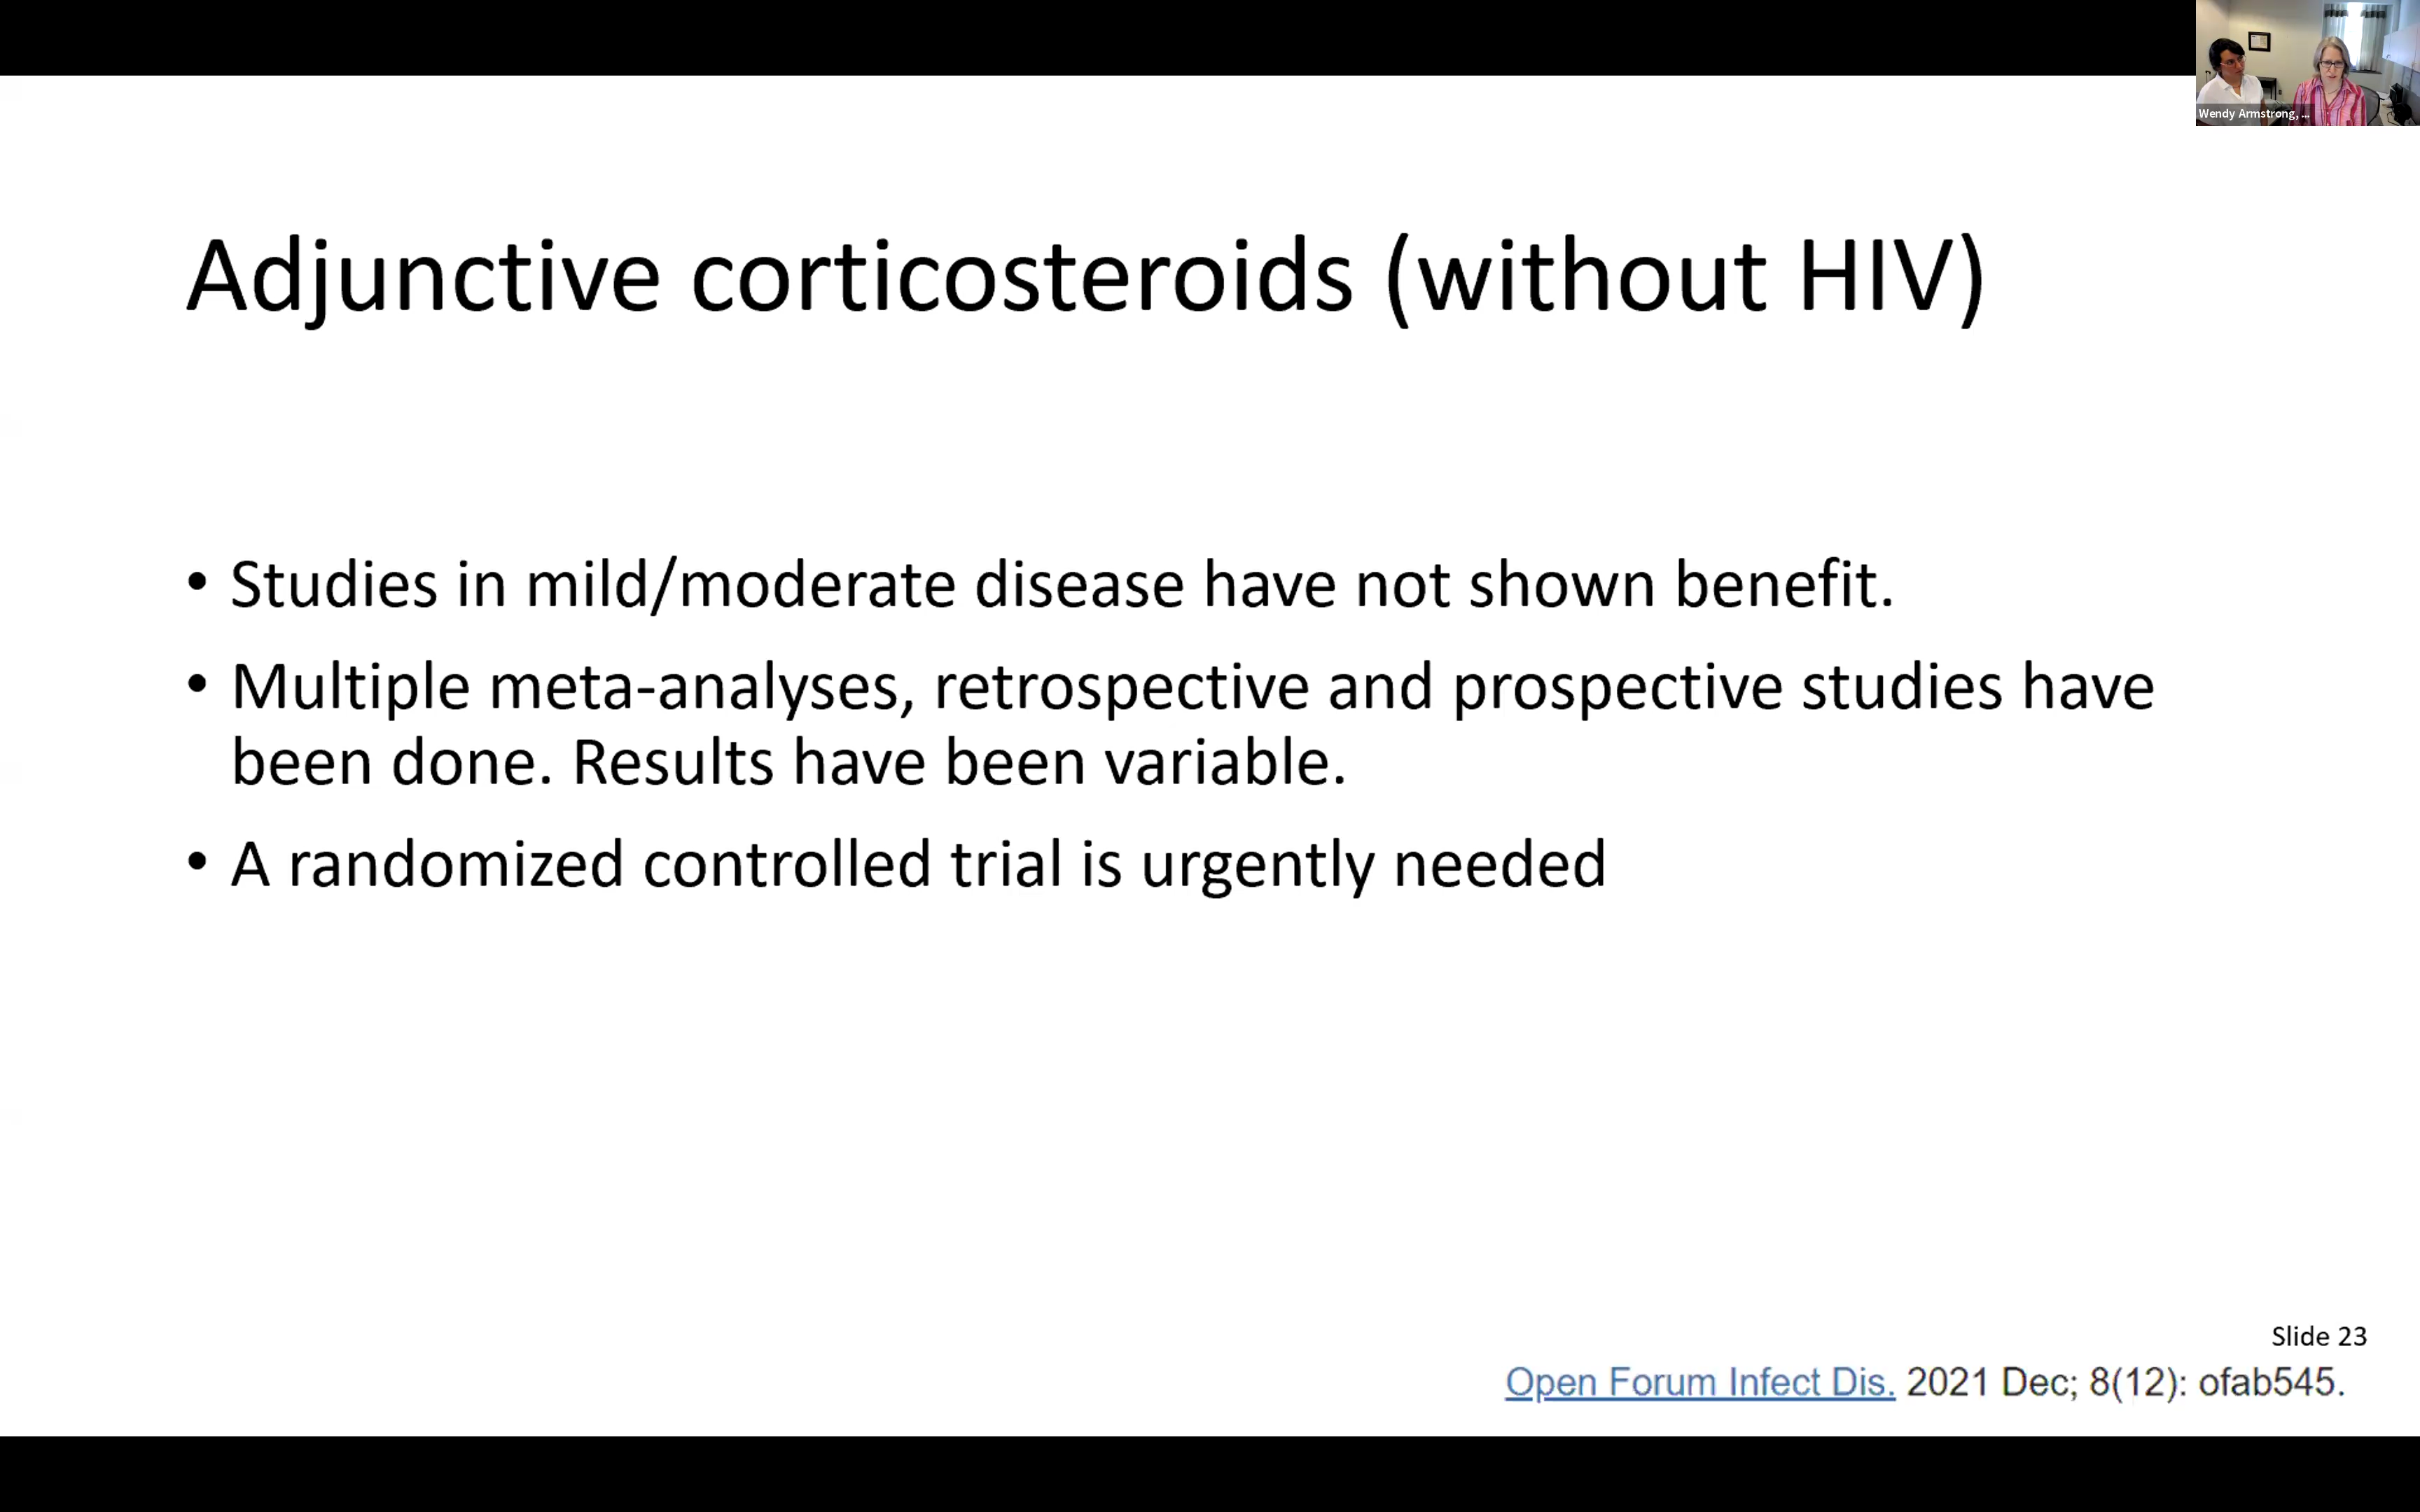 Wendy Armstrong, ...
Adjunctive corticosteroids (without HIV)
• Studies in mild/moderate disease have not shown benefit.
• Multiple meta-analyses, retrospective and prospective studies have
been done. Results have been variable.
• A randomized controlled trial is urgently needed
Slide 23
Open Forum Infect Dis. 2021 Dec; 8(12): ofab545.